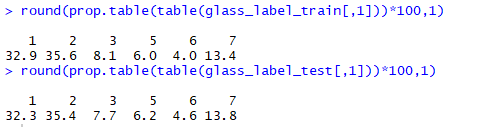 > round(prop.table(table(glass_label_train[,1]))*100,1)
1 2 3 5 6 7
32.9 35.6 8.1 6.0 4.0 13.4
> round(prop.table(table(glass_label_test[,1]))*100,1)
1 2 3 5 6 7
32.3 35.4 7.7 6.2 4.6 13.8